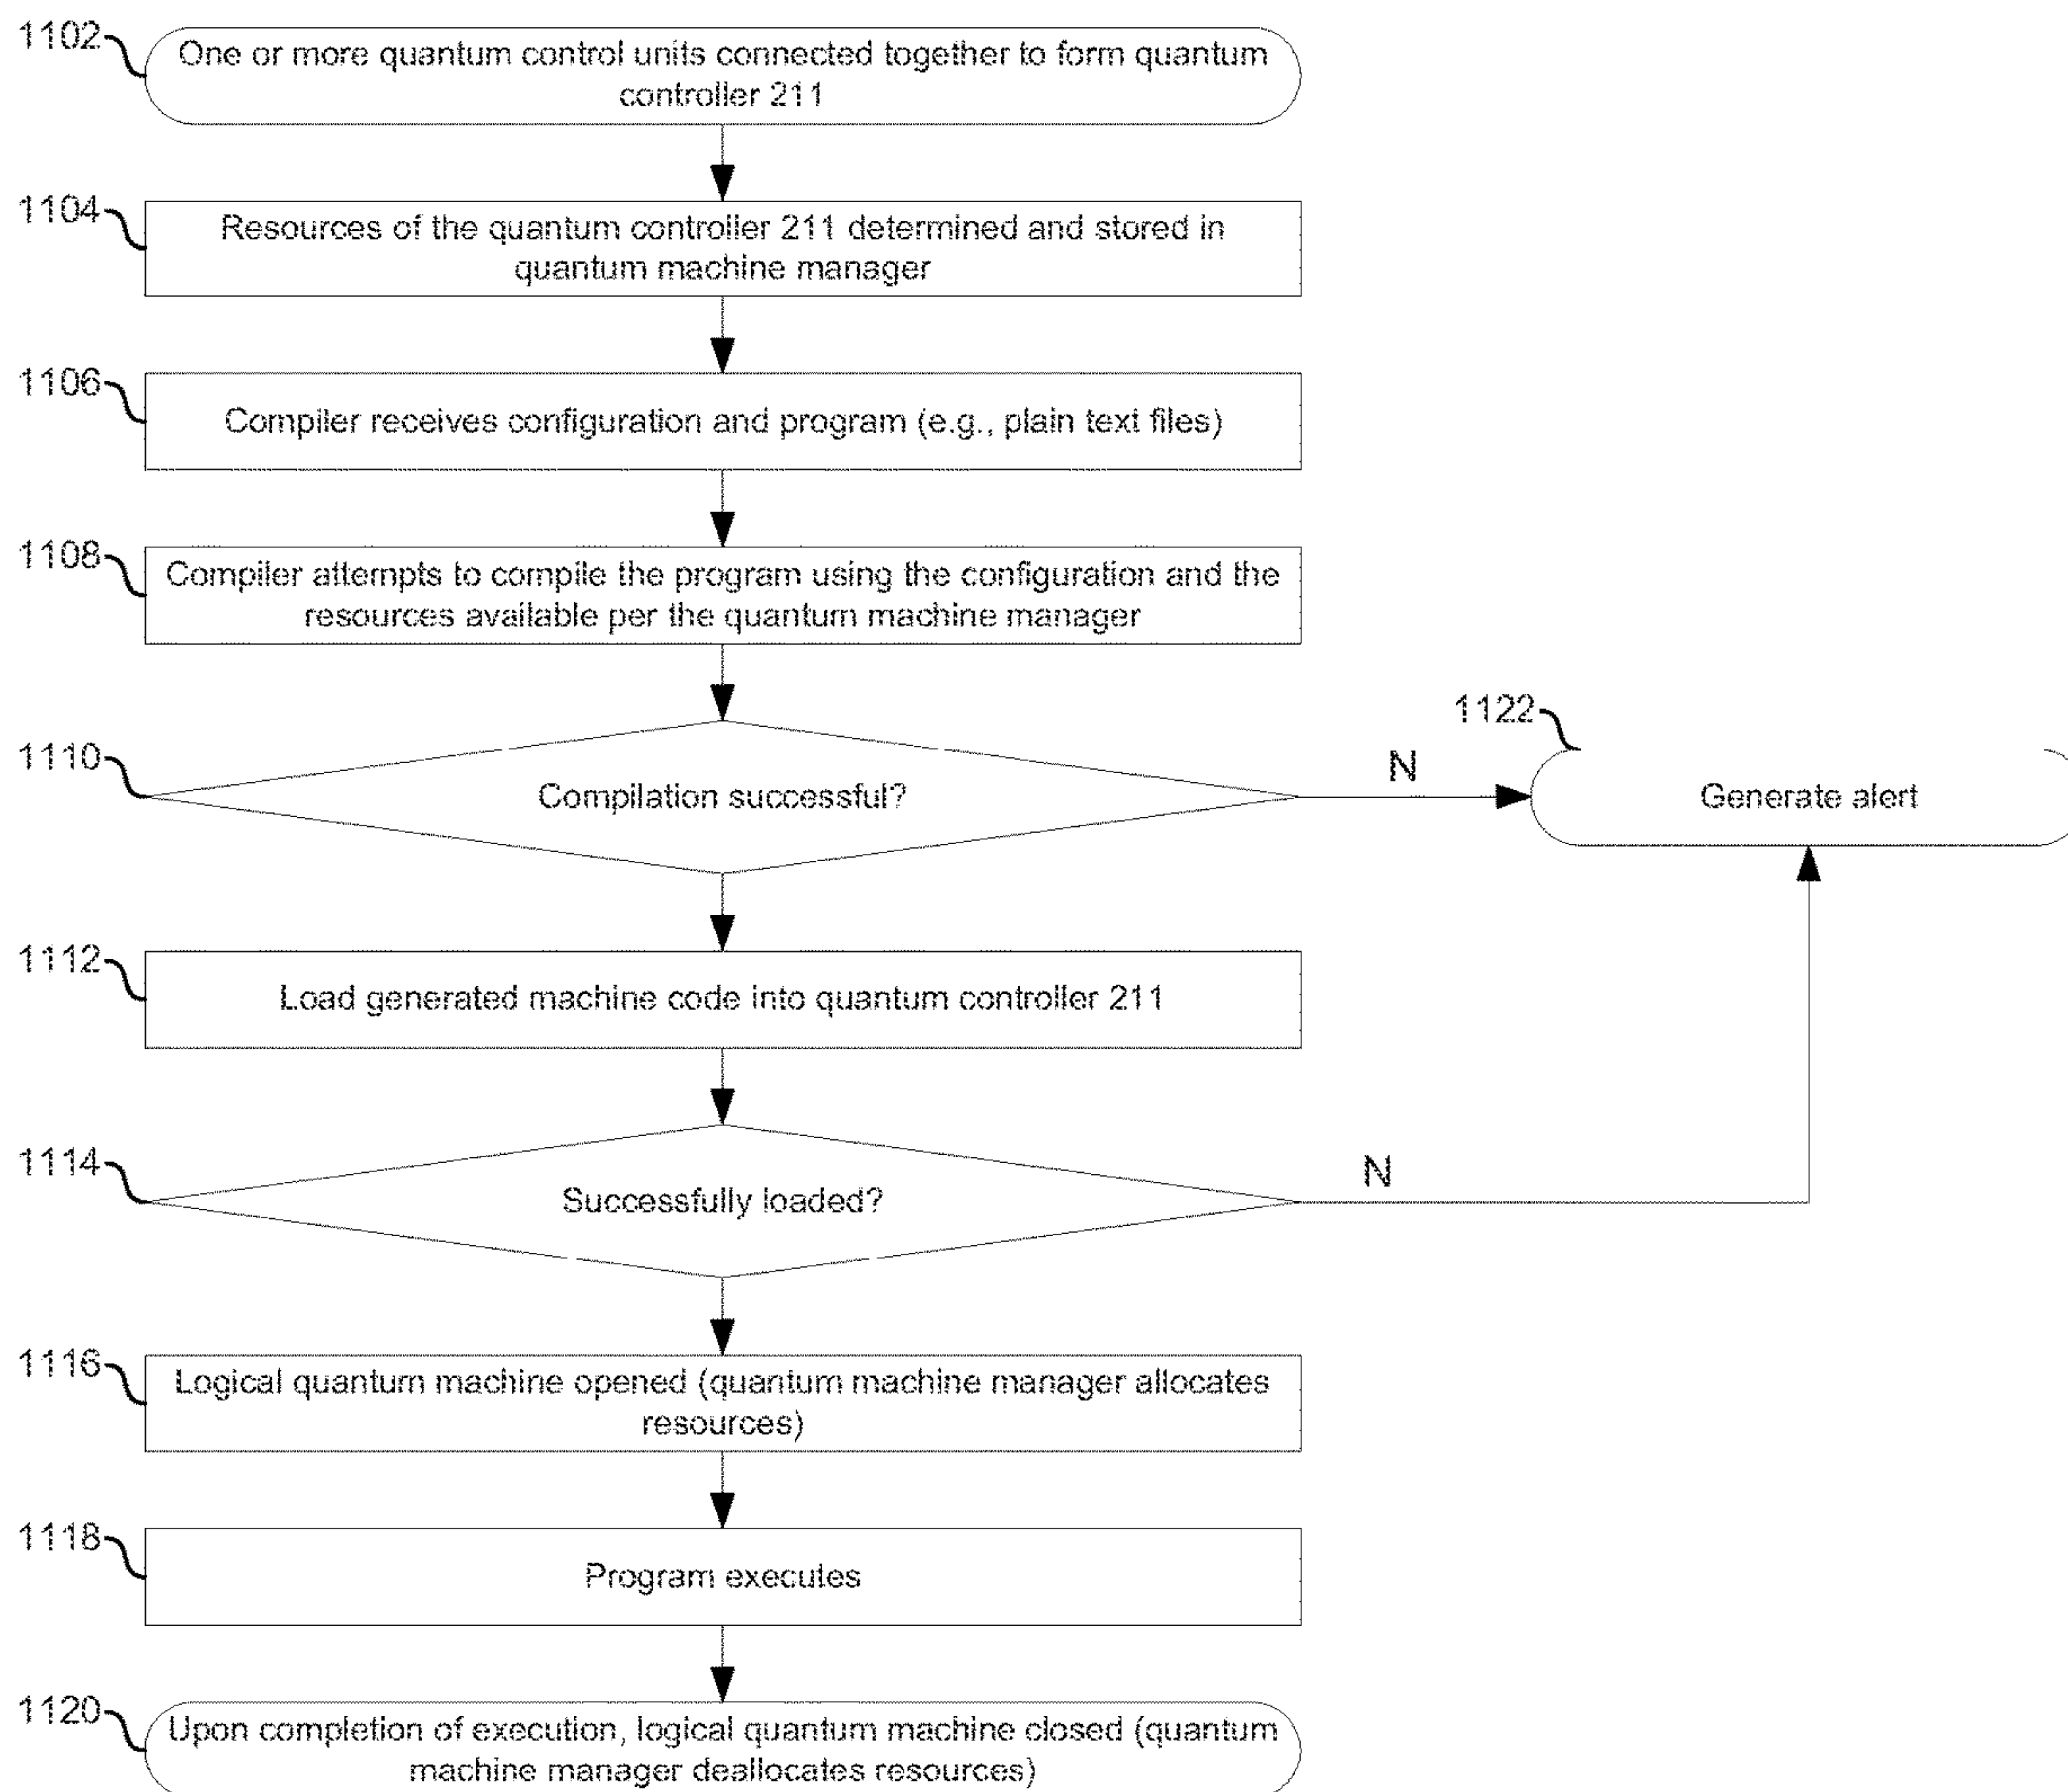 1102
One or more quantum control units connected together to form quantum
controller 211
1104
Resources of the quantum controller 211 determined and stored in
quantum machine manager
1106
Compiler receives configuration and program (e.g., plain text files)
1108
Compiler attempts to compile the program using the configuration and the
resources available per the quantum machine manager
1110
Compilation successful?
N
1122
Generate alert
1112
Load generated machine code into quantum controller 211
1114
Successfully loaded?
N
1116
Logical quantum machine opened (quantum machine manager allocates
resources)
1118
Program executes
1120
Upon completion of execution, logical quantum machine closed (quantum
machine manager deallocates resources)